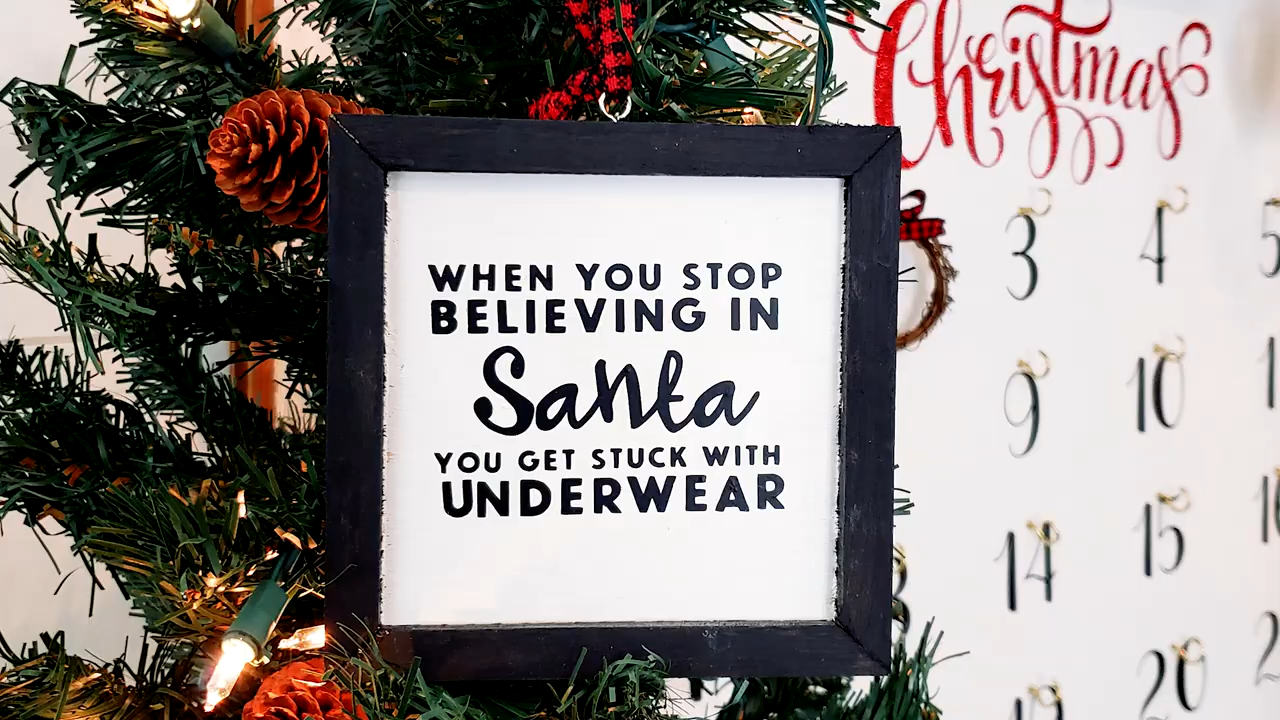 Christmas
WHEN YOU STOP
BELIEVING IN
Santa
YOU GET STUCK WITH
UNDERWEAR
3 4 5
9 10
14 15
20